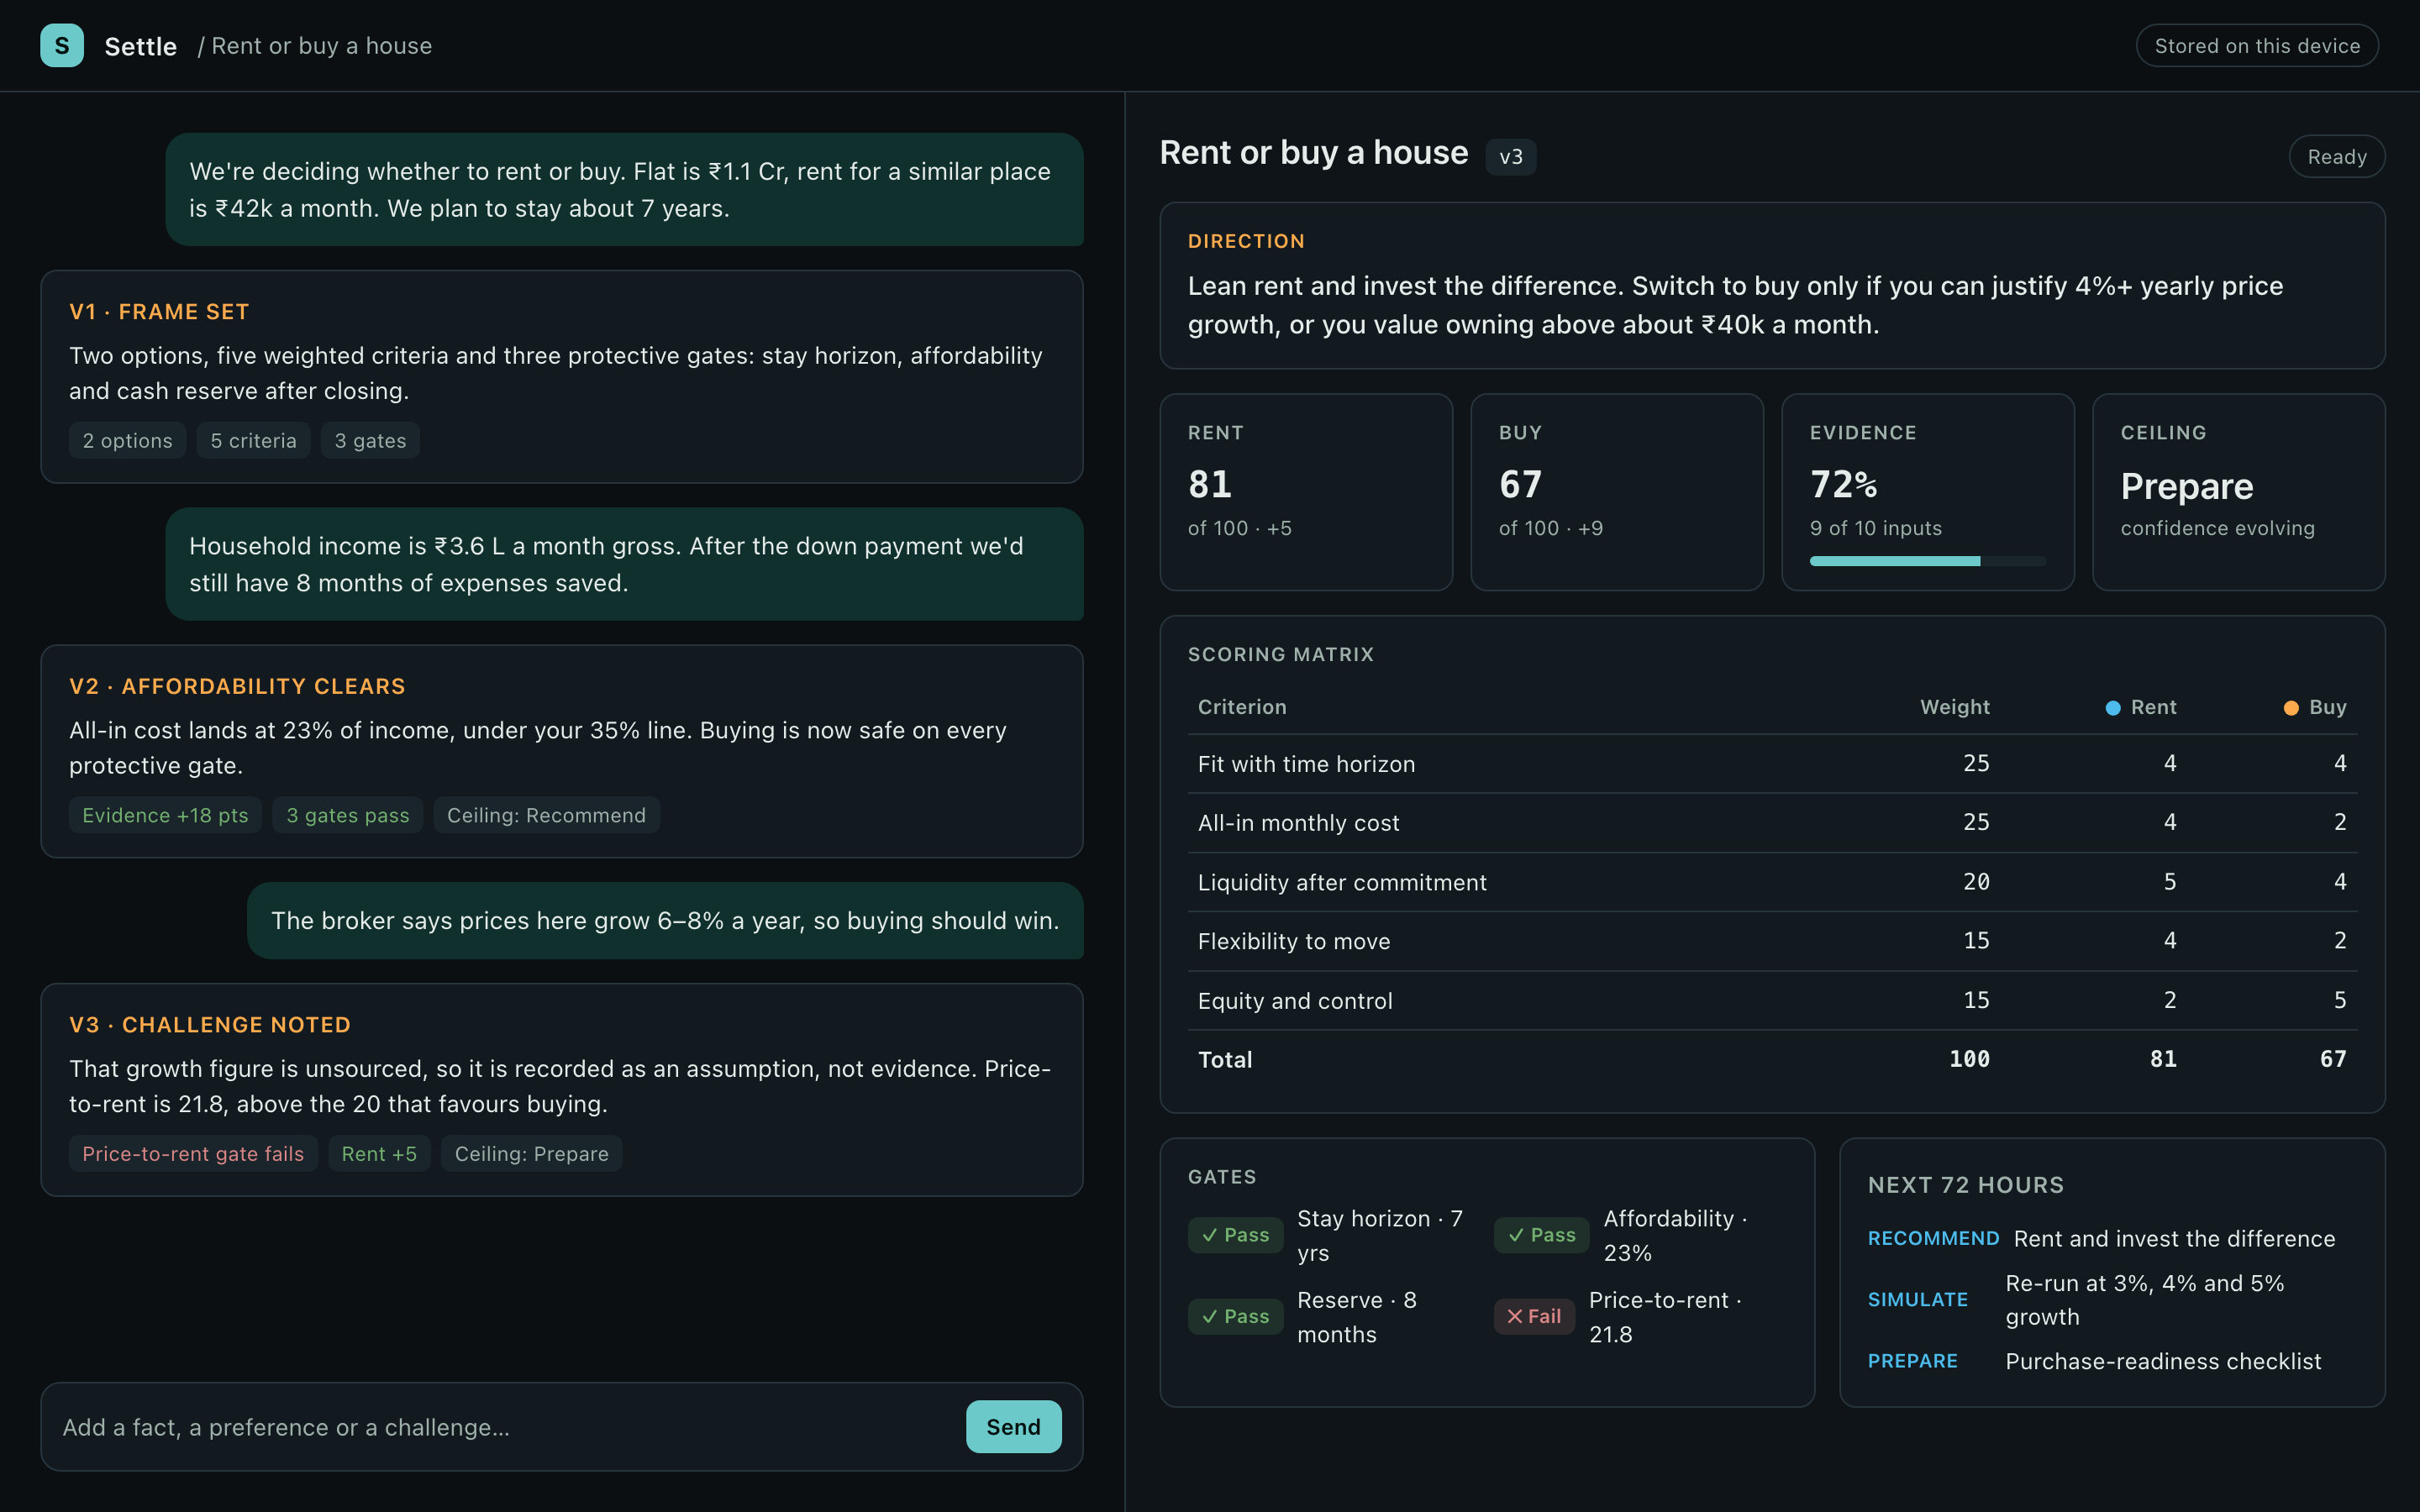 S Settle / Rent or buy a house
Stored on this device
We're deciding whether to rent or buy. Flat is ₹1.1 Cr, rent for a similar place
is ₹42k a month. We plan to stay about 7 years.
V1 · FRAME SET
Two options, five weighted criteria and three protective gates: stay horizon, affordability
and cash reserve after closing.
2 options 5 criteria 3 gates
Household income is ₹3.6 L a month gross. After the down payment we'd
still have 8 months of expenses saved.
V2 · AFFORDABILITY CLEARS
All-in cost lands at 23% of income, under your 35% line. Buying is now safe on every
protective gate.
Evidence +18 pts 3 gates pass Ceiling: Recommend
The broker says prices here grow 6–8% a year, so buying should win.
V3 · CHALLENGE NOTED
That growth figure is unsourced, so it is recorded as an assumption, not evidence. Price-
to-rent is 21.8, above the 20 that favours buying.
Price-to-rent gate fails Rent +5 Ceiling: Prepare
Add a fact, a preference or a challenge...
Send
Rent or buy a house v3
Ready
DIRECTION
Lean rent and invest the difference. Switch to buy only if you can justify 4%+ yearly price
growth, or you value owning above about ₹40k a month.
RENT
81
of 100 · +5
BUY
67
of 100 · +9
EVIDENCE
72%
9 of 10 inputs
CEILING
Prepare
confidence evolving
SCORING MATRIX
Criterion Weight Rent Buy
Fit with time horizon 25 4 4
All-in monthly cost 25 4 2
Liquidity after commitment 20 5 4
Flexibility to move 15 4 2
Equity and control 15 2 5
Total 100 81 67
GATES
✓ Pass Stay horizon · 7
yrs
✓ Pass Affordability ·
23%
✓ Pass Reserve · 8
months
✕ Fail Price-to-rent ·
21.8
NEXT 72 HOURS
RECOMMEND Rent and invest the difference
SIMULATE Re-run at 3%, 4% and 5%
growth
PREPARE Purchase-readiness checklist